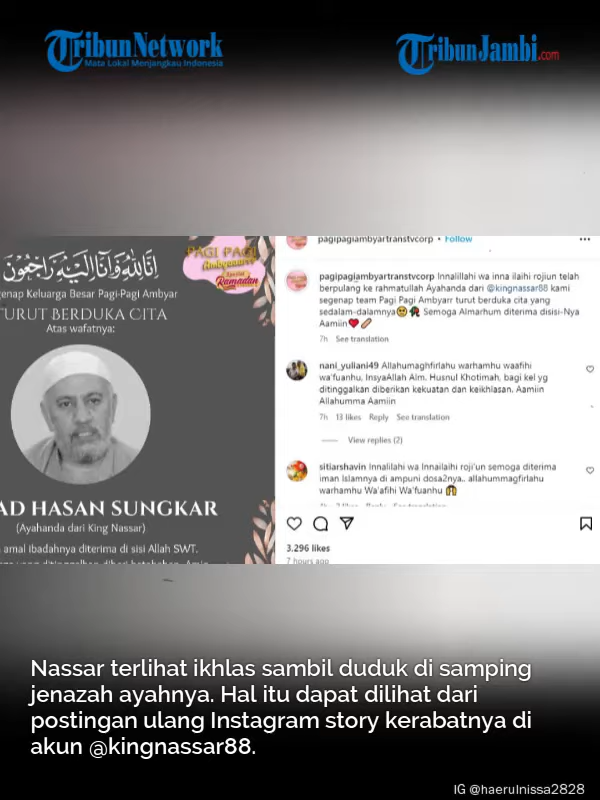 TribunNetwork
Mata Lokal Menjangkau Indonesia
TribunJambi.com
إِنَّا لِلّٰهِ وَإِنَّا إِلَيْهِ رَاجِعُوْنَ
enap Keluarga Besar Pagi-Pagi Ambyar
TURUT BERDUKA CITA
Atas wafatnya:
PAGI PAGI
Ambyarrr
Spesial
Ramadan
AD HASAN SUNGKAR
(Ayahanda dari King Nassar)
amal ibadahnya diterima di sisi Allah SWT.
pagipagiambyartranstvcorp • Follow
pagipagiambyartranstvcorp Innalillahi wa inna ilaihi rojiun telah
berpulang ke rahmatullah Ayahanda dari @kingnassar88 kami
segenap team Pagi Pagi Ambyarr turut berduka cita yang
sedalam-dalamnya🥺🥀 Semoga Almarhum diterima disisi-Nya
Aamiin❤️
7h See translation
nani_yuliani49 Allahumaghfirlahu warhamhu waafihi
wa'fuanhu, InsyaAllah Alm. Husnul Khotimah, bagi kel yg
ditinggalkan diberikan kekuatan dan keikhlasan. Aamiin
Allahumma Aamiin
7h 13 likes Reply See translation
View replies (2)
sitiarshavin Innalilahi wa Innailaihi roji'un semoga diterima
iman Islamnya di ampuni dosa2nya.. allahummagfirlahu
warhamhu Wa'afihi Wa'fuanhu
3.296 likes
7 hours ago
Nassar terlihat ikhlas sambil duduk di samping
jenazah ayahnya. Hal itu dapat dilihat dari
postingan ulang Instagram story kerabatnya di
akun @kingnassar88.
IG @haerulnissa2828